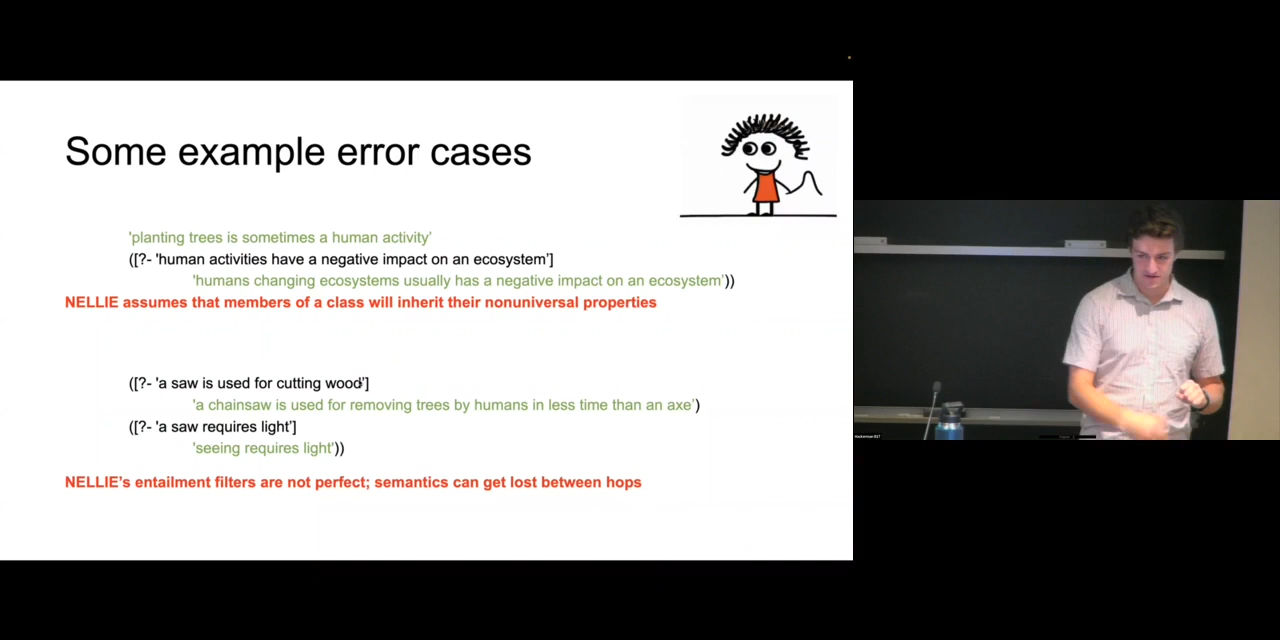 Some example error cases
'planting trees is sometimes a human activity'
([?- 'human activities have a negative impact on an ecosystem']
'humans changing ecosystems usually has a negative impact on an ecosystem'))
NELLIE assumes that members of a class will inherit their nonuniversal properties
([?- 'a saw is used for cutting wood']
'a chainsaw is used for removing trees by humans in less time than an axe')
([?- 'a saw requires light']
'seeing requires light'))
NELLIE's entailment filters are not perfect; semantics can get lost between hops